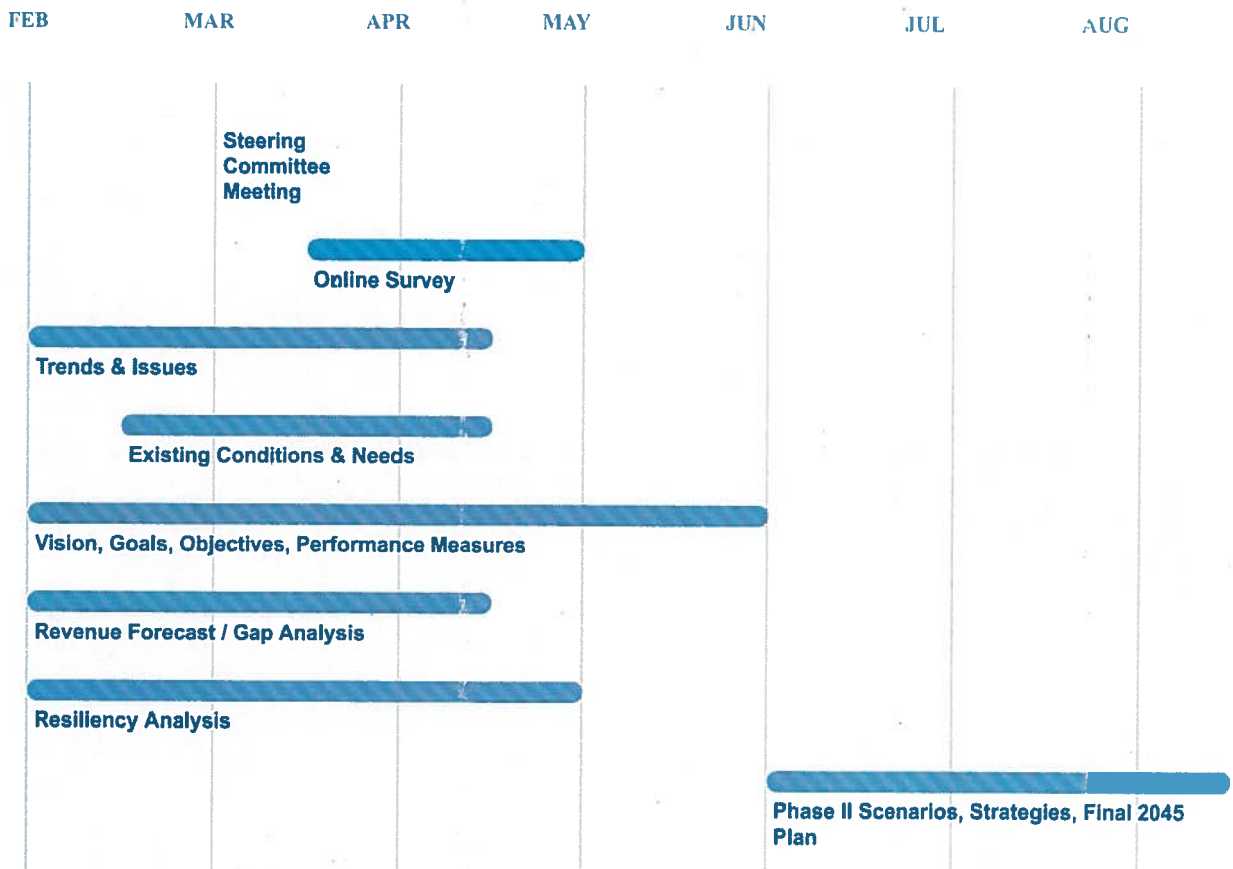 FEB MAR APR MAY JUN JUL AUG
Steering
Committee
Meeting
Online Survey
Trends & Issues
Existing Conditions & Needs
Vision, Goals, Objectives, Performance Measures
Revenue Forecast / Gap Analysis
Resiliency Analysis
Phase II Scenarios, Strategies, Final 2045
Plan